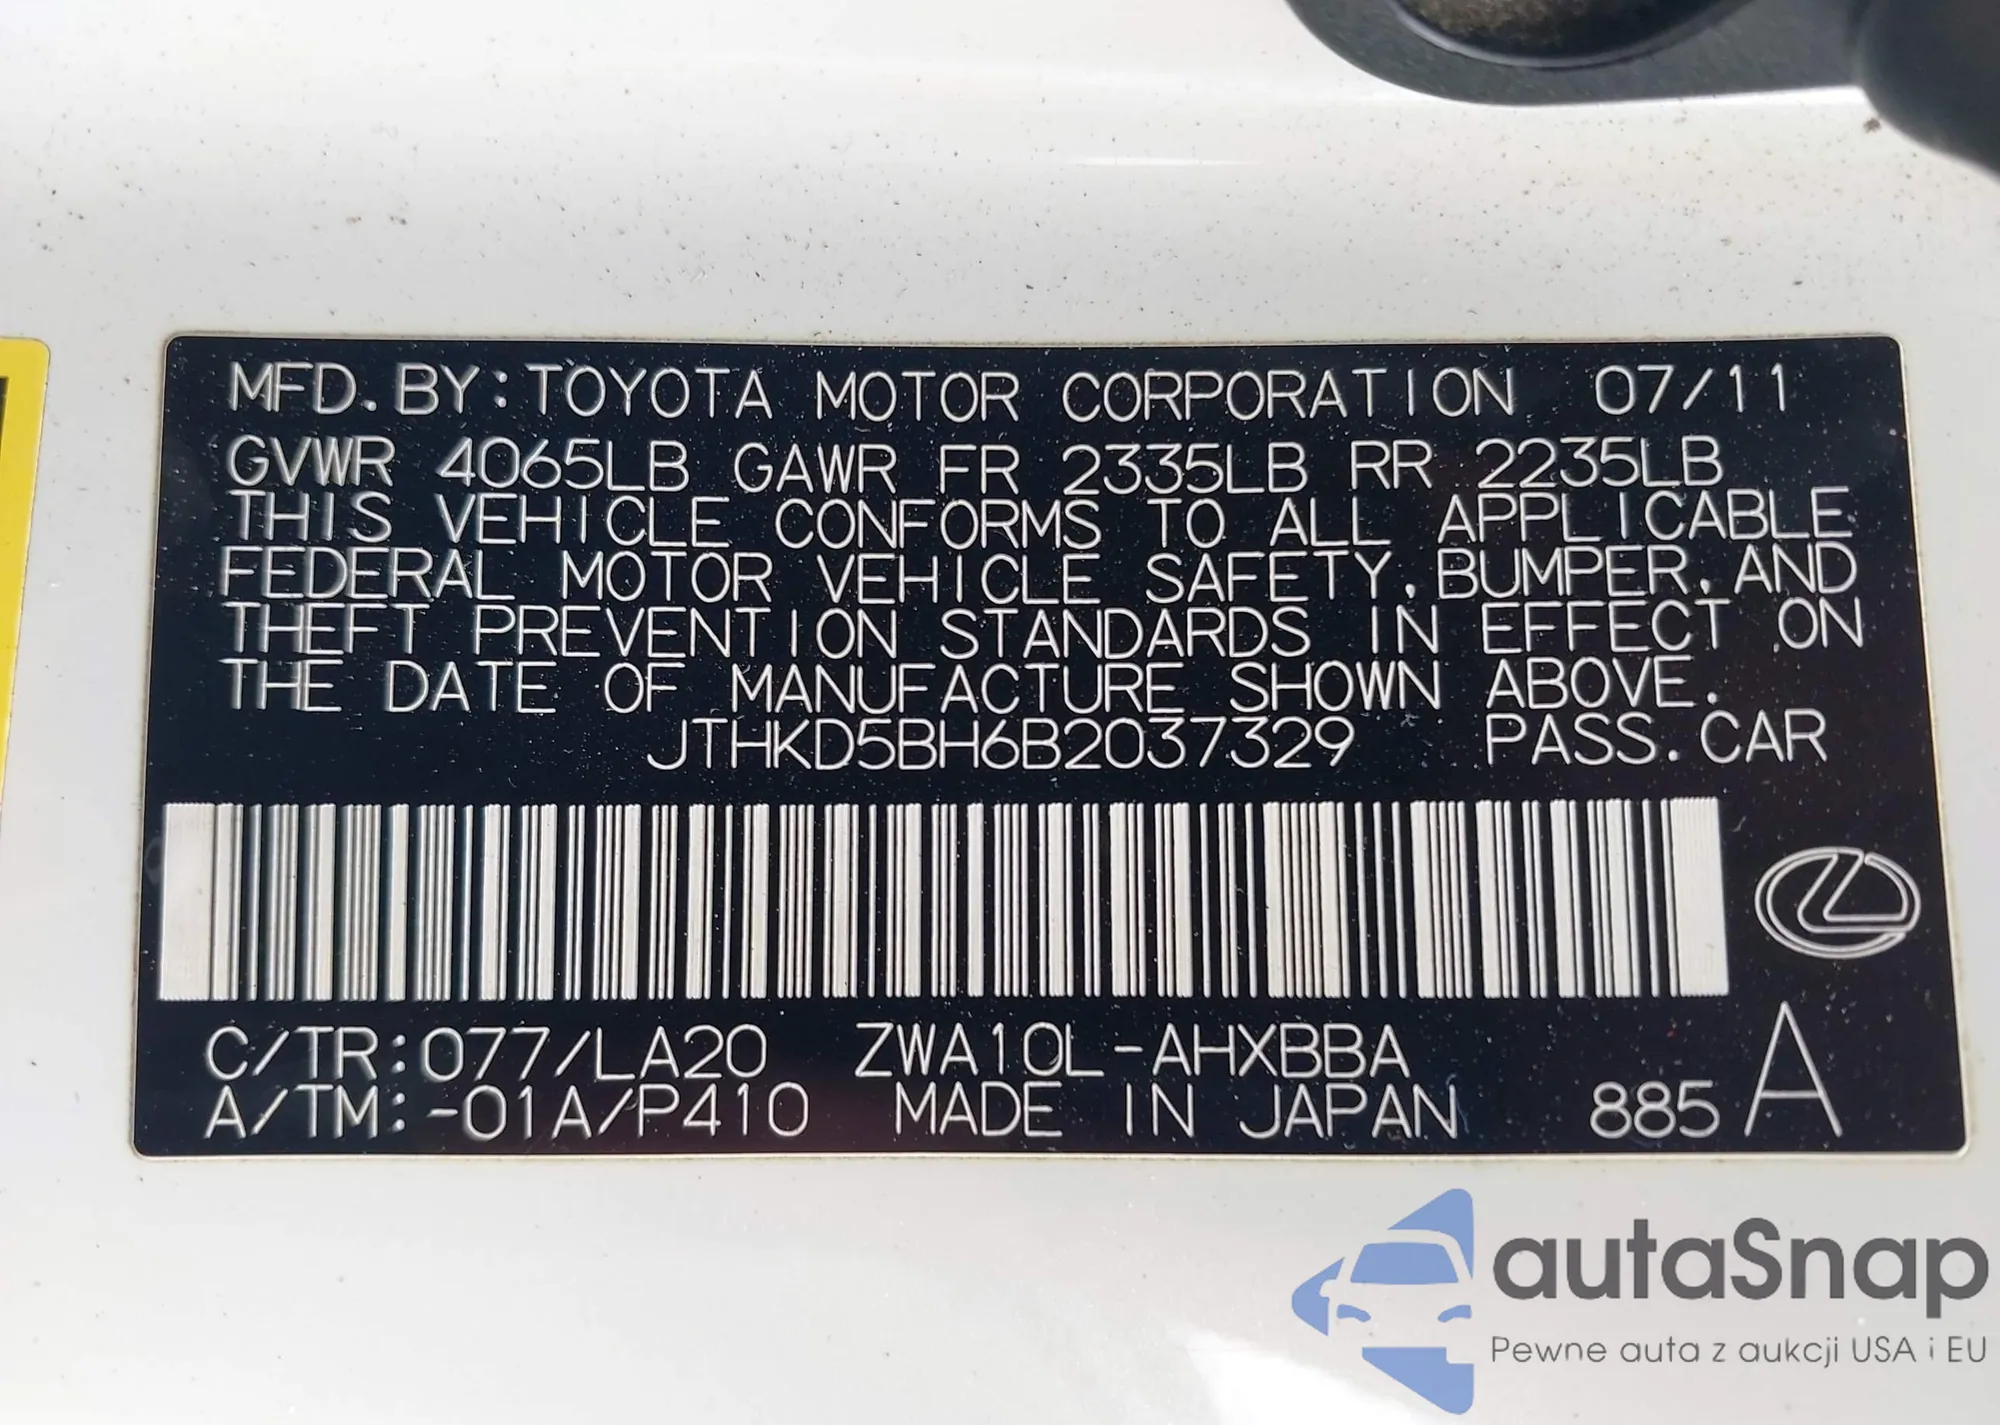 MFD. BY: TOYOTA MOTOR CORPORATION 07/11
GVWR 4065LB GAWR FR 2335LB RR 2235LB
THIS VEHICLE CONFORMS TO ALL APPLICABLE
FEDERAL MOTOR VEHICLE SAFETY, BUMPER, AND
THEFT PREVENTION STANDARDS IN EFFECT ON
THE DATE OF MANUFACTURE SHOWN ABOVE.
JTHKD5BH6B2037329 PASS. CAR
C/TR: 077/LA20 ZWA10L-AHXBBA
A/TM: -01A/P410 MADE IN JAPAN 885 A
autaSnap
Pewne auta z aukcji USA i EU